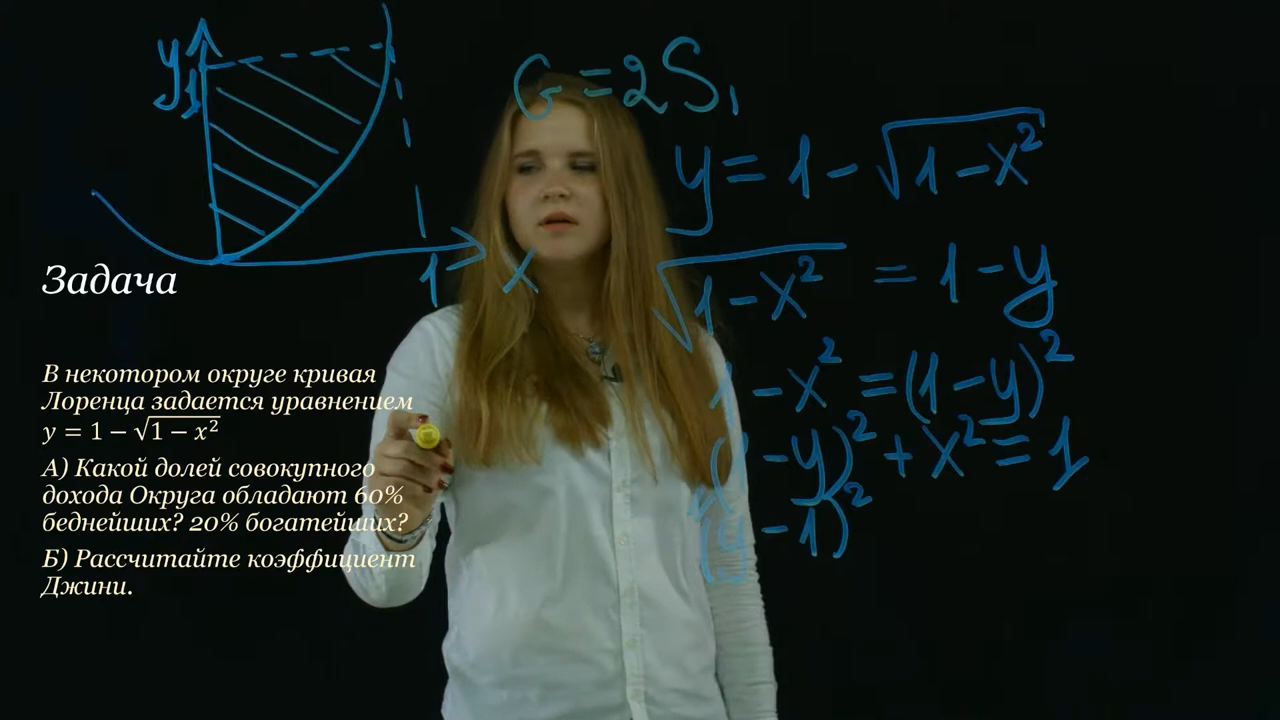 y
1
1
x
G = 2S₁
y = 1 - √(1 - x²)
√(1 - x²) = 1 - y
1 - x² = (1 - y)²
(1 - y)² + x² = 1
(y - 1)²
Задача
В некотором округе кривая
Лоренца задается уравнением
y = 1 − √(1 − x²)
А) Какой долей совокупного
дохода Округа обладают 60%
беднейших? 20% богатейших?
Б) Рассчитайте коэффициент
Джини.